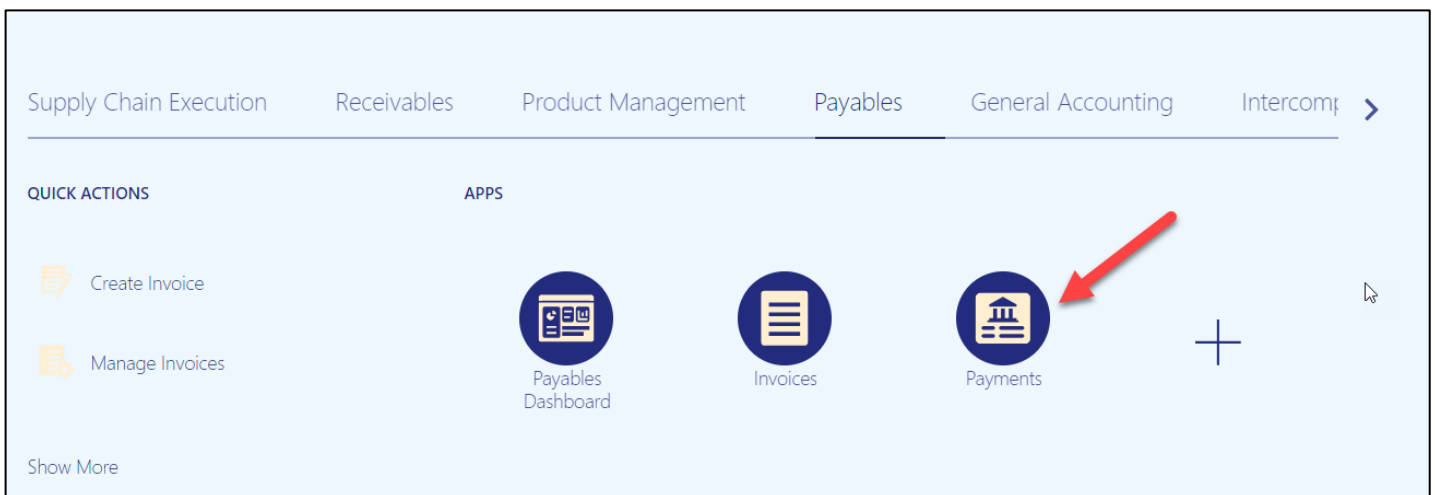 Supply Chain Execution Receivables Product Management Payables General Accounting Intercomp
QUICK ACTIONS APPS
Create Invoice
Manage Invoices
Payables
Dashboard
Invoices
Payments
Show More